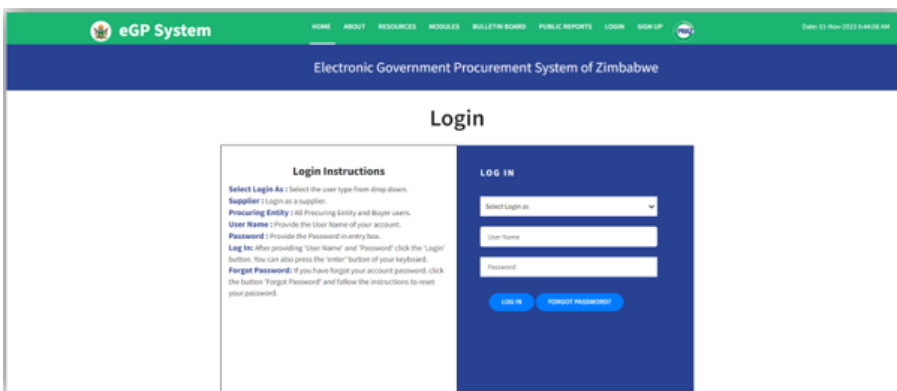 eGP System
HOME ABOUT RESOURCES MODULES BULLETIN BOARD PUBLIC REPORTS LOGIN SIGN UP
Date: 01-Nov-2023 9:44:08 AM
Electronic Government Procurement System of Zimbabwe
Login
Login Instructions
Select Login As : Select the user type from drop down.
Supplier : Login as a supplier.
Procuring Entity : All Procuring Entity and Buyer users.
User Name : Provide the User Name of your account.
Password : Provide the Password in entry box.
Log In: After providing 'User Name' and 'Password' click the 'Login'
button. You can also press the 'enter' button of your keyboard.
Forgot Password: If you have forgot your account password. click
the button 'Forgot Password' and follow the instructions to reset
your password.
LOG IN
Select Login as
User Name
Password
LOG IN
FORGOT PASSWORD?